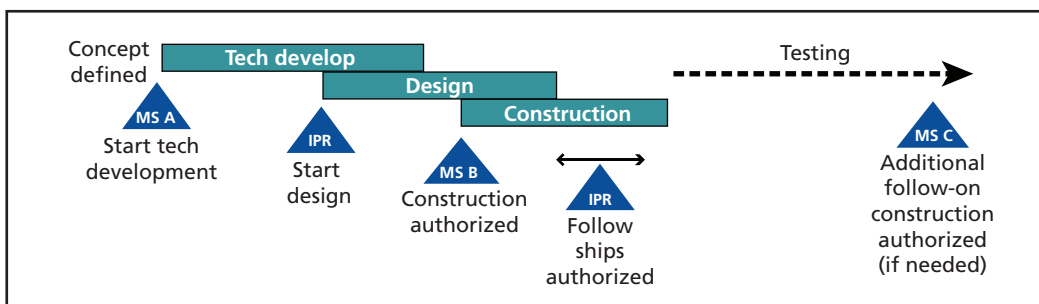 Concept
defined
Tech develop
Testing
Design
Construction
MS A
Start tech
development
IPR
Start
design
MS B
Construction
authorized
IPR
Follow
ships
authorized
MS C
Additional
follow-on
construction
authorized
(if needed)